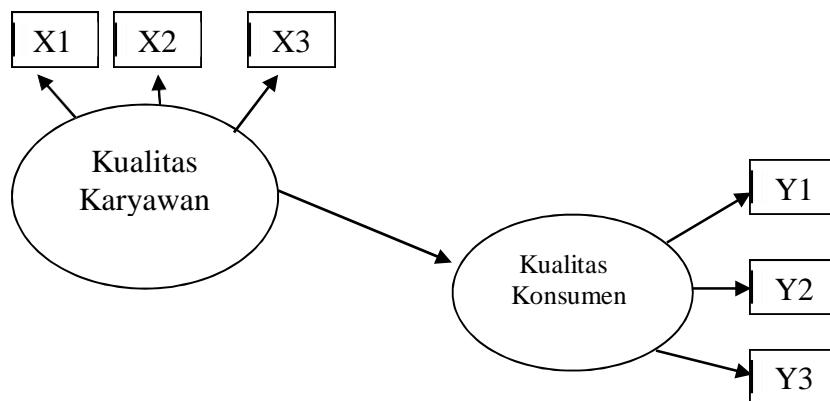 X1 X2 X3
Kualitas
Karyawan
Y1
Kualitas
Konsumen
Y2
Y3